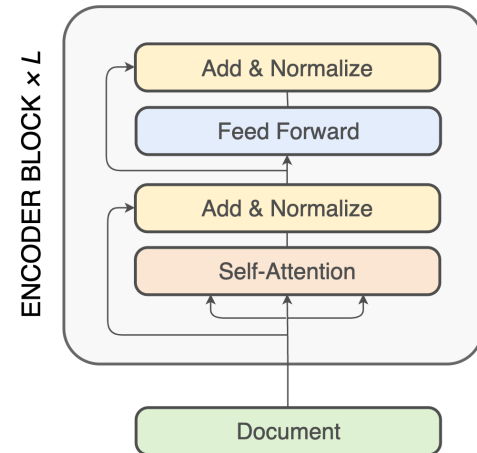 ENCODER BLOCK × L
Add & Normalize
Feed Forward
Add & Normalize
Self-Attention
Document